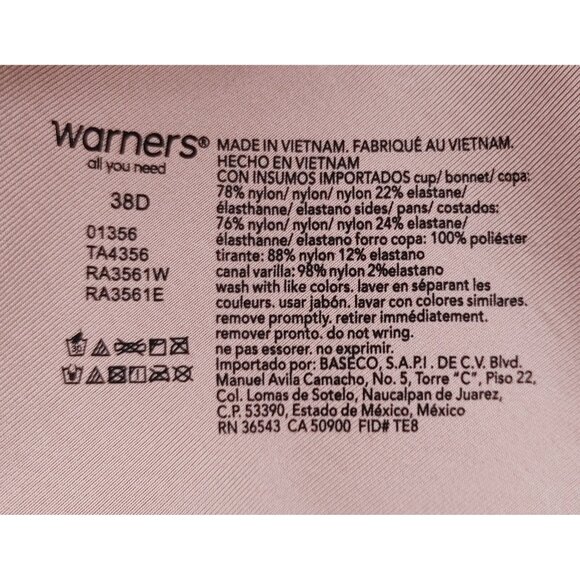 warners®
all you need
38D
01356
TA4356
RA3561W
RA3561E
MADE IN VIETNAM. FABRIQUÉ AU VIETNAM.
HECHO EN VIETNAM
CON INSUMOS IMPORTADOS cup/ bonnet/ copa:
78% nylon/ nylon/ nylon 22% elastane/
élasthanne/ elastano sides/ pans/ costados:
76% nylon/ nylon/ nylon 24% elastane/
élasthanne/ elastano forro copa: 100% poliéster
tirante: 88% nylon 12% elastano
canal varilla: 98% nylon 2%elastano
wash with like colors. laver en séparant les
couleurs. usar jabón. lavar con colores similares.
remove promptly. retirer immédiatement.
remover pronto. do not wring.
ne pas essorer. no exprimir.
Importado por: BASECO, S.A.P.I . DE C.V. Blvd.
Manuel Avila Camacho, No. 5, Torre "C", Piso 22,
Col. Lomas de Sotelo, Naucalpan de Juarez,
C.P. 53390, Estado de México, México
RN 36543 CA 50900 FID# TE8